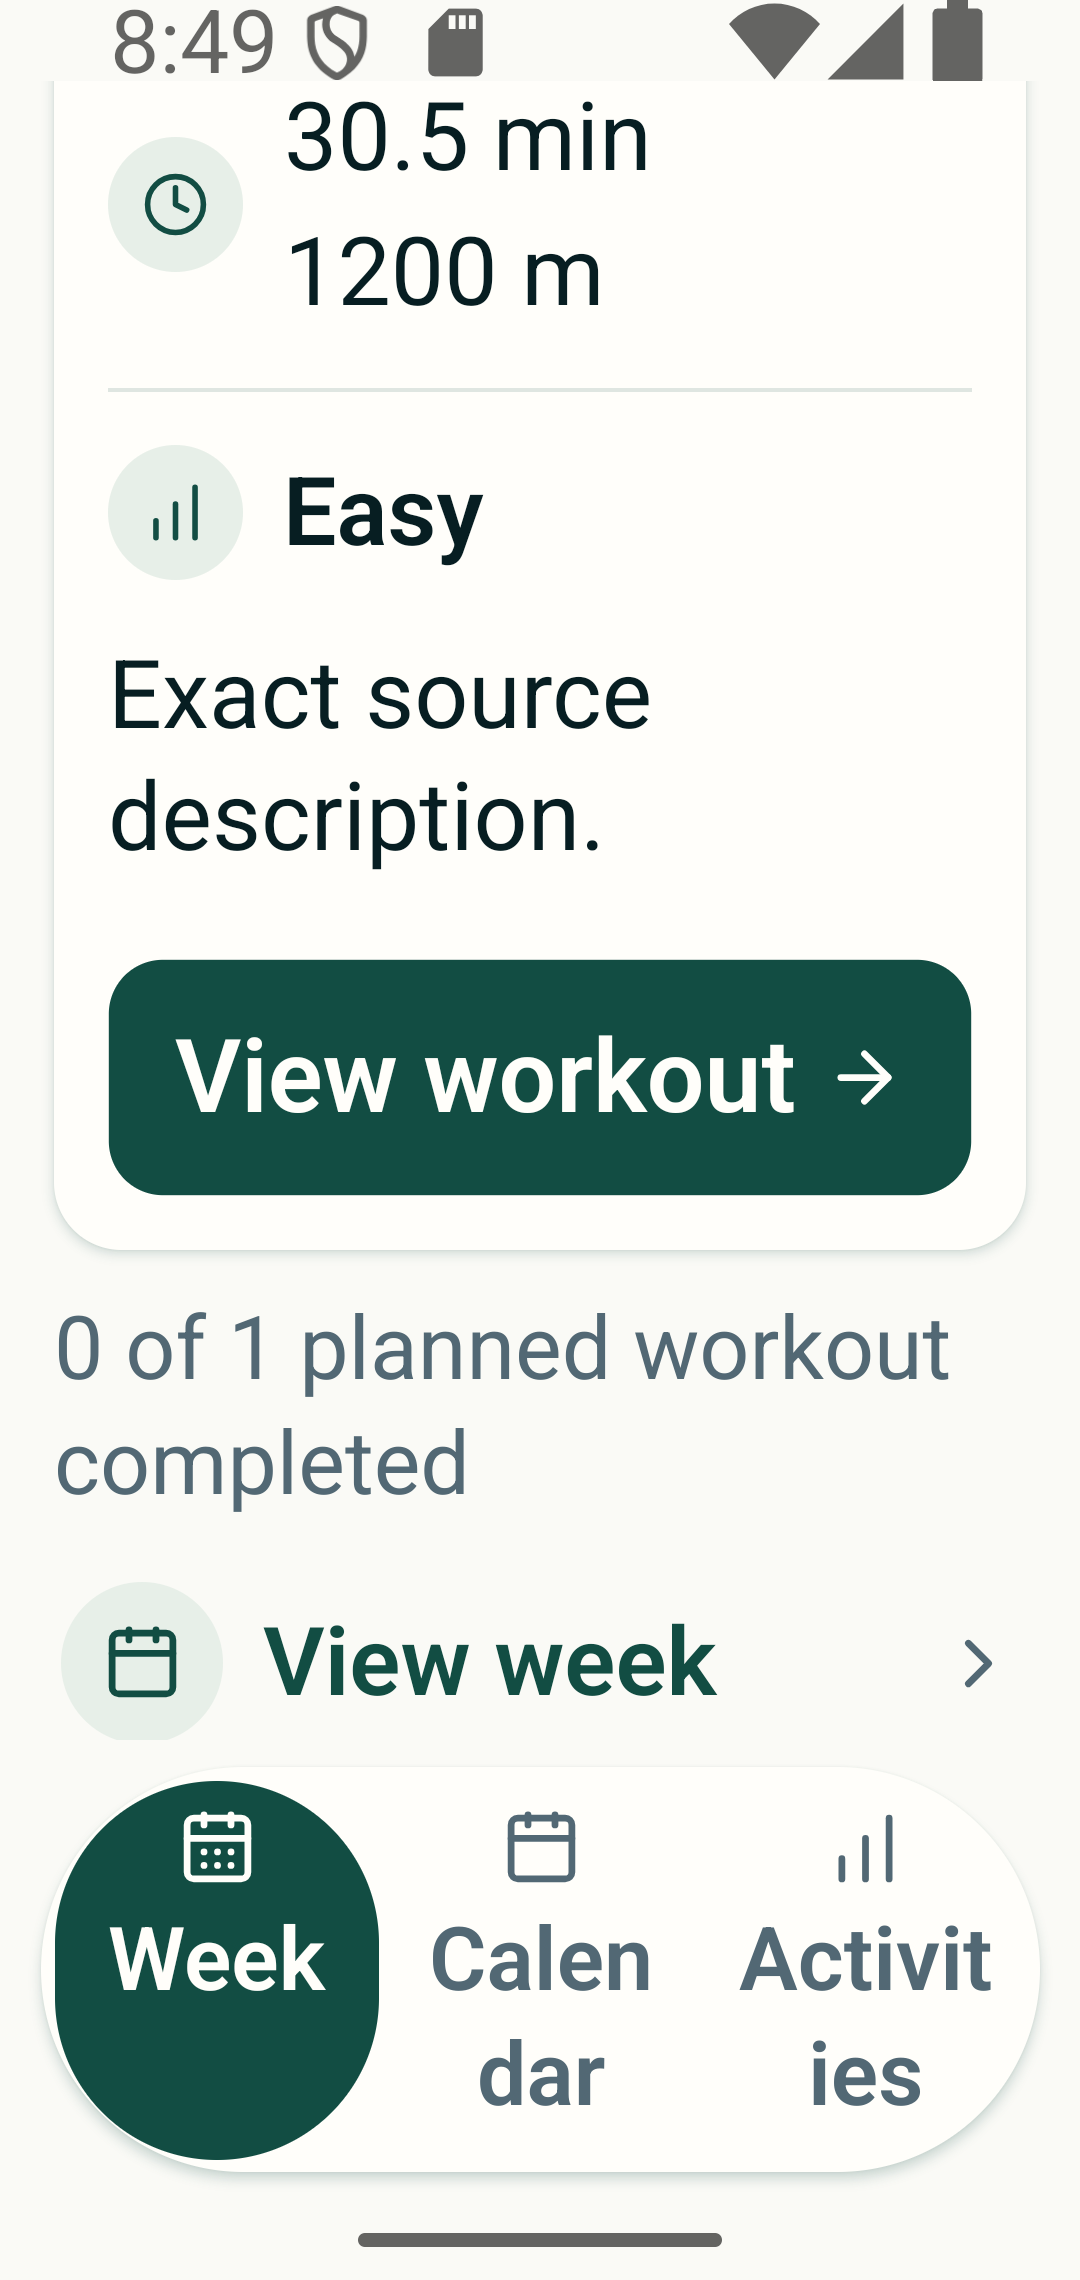 8:49
30.5 min
1200 m
Easy
Exact source
description.
View workout
0 of 1 planned workout
completed
View week
Week
Calen
dar
Activit
ies